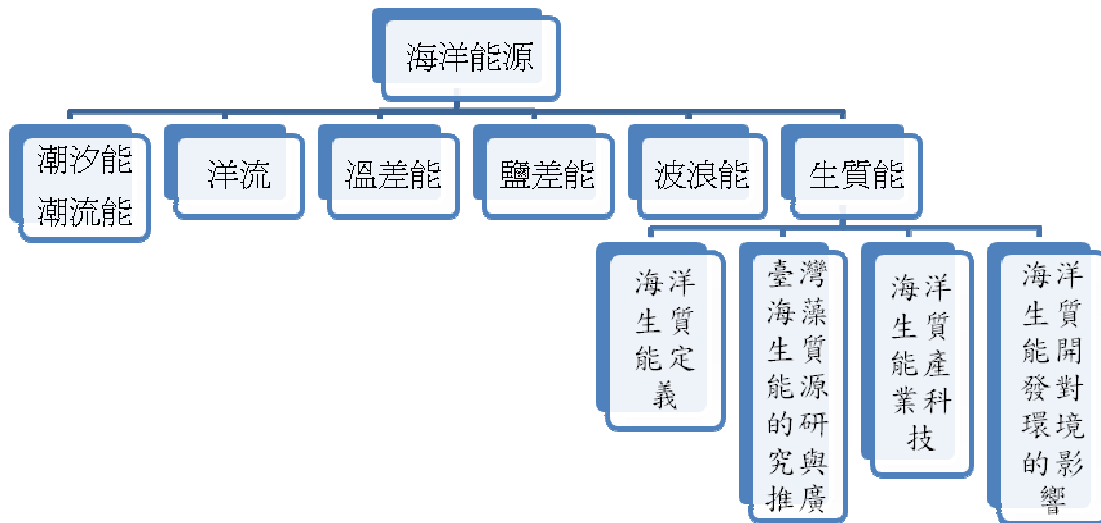 海洋能源
潮汐能
潮流能
洋流
溫差能
鹽差能
波浪能
生質能
海洋
生質
能定
義
臺灣
海藻
生質
能源
的研
究與
推廣
海洋
生質
能產
業科
技
海洋
生質
能開
發對
環境
的影
響